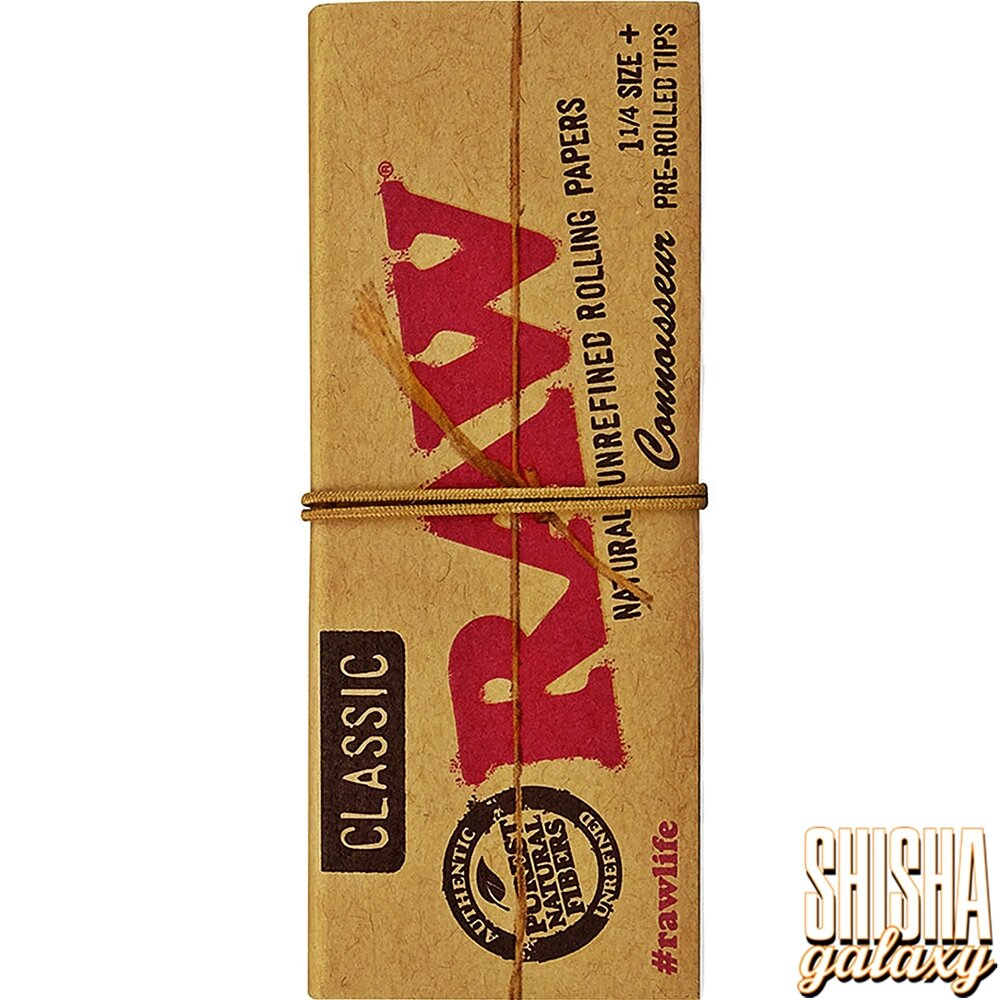 CLASSIC
RAW®
NATURAL UNREFINED ROLLING PAPERS
Connoisseur 1 1/4 SIZE +
PRE-ROLLED TIPS
AUTHENTIC
PUREST
NATURAL
FIBERS
UNREFINED
#rawlife
SHISHA
galaxy